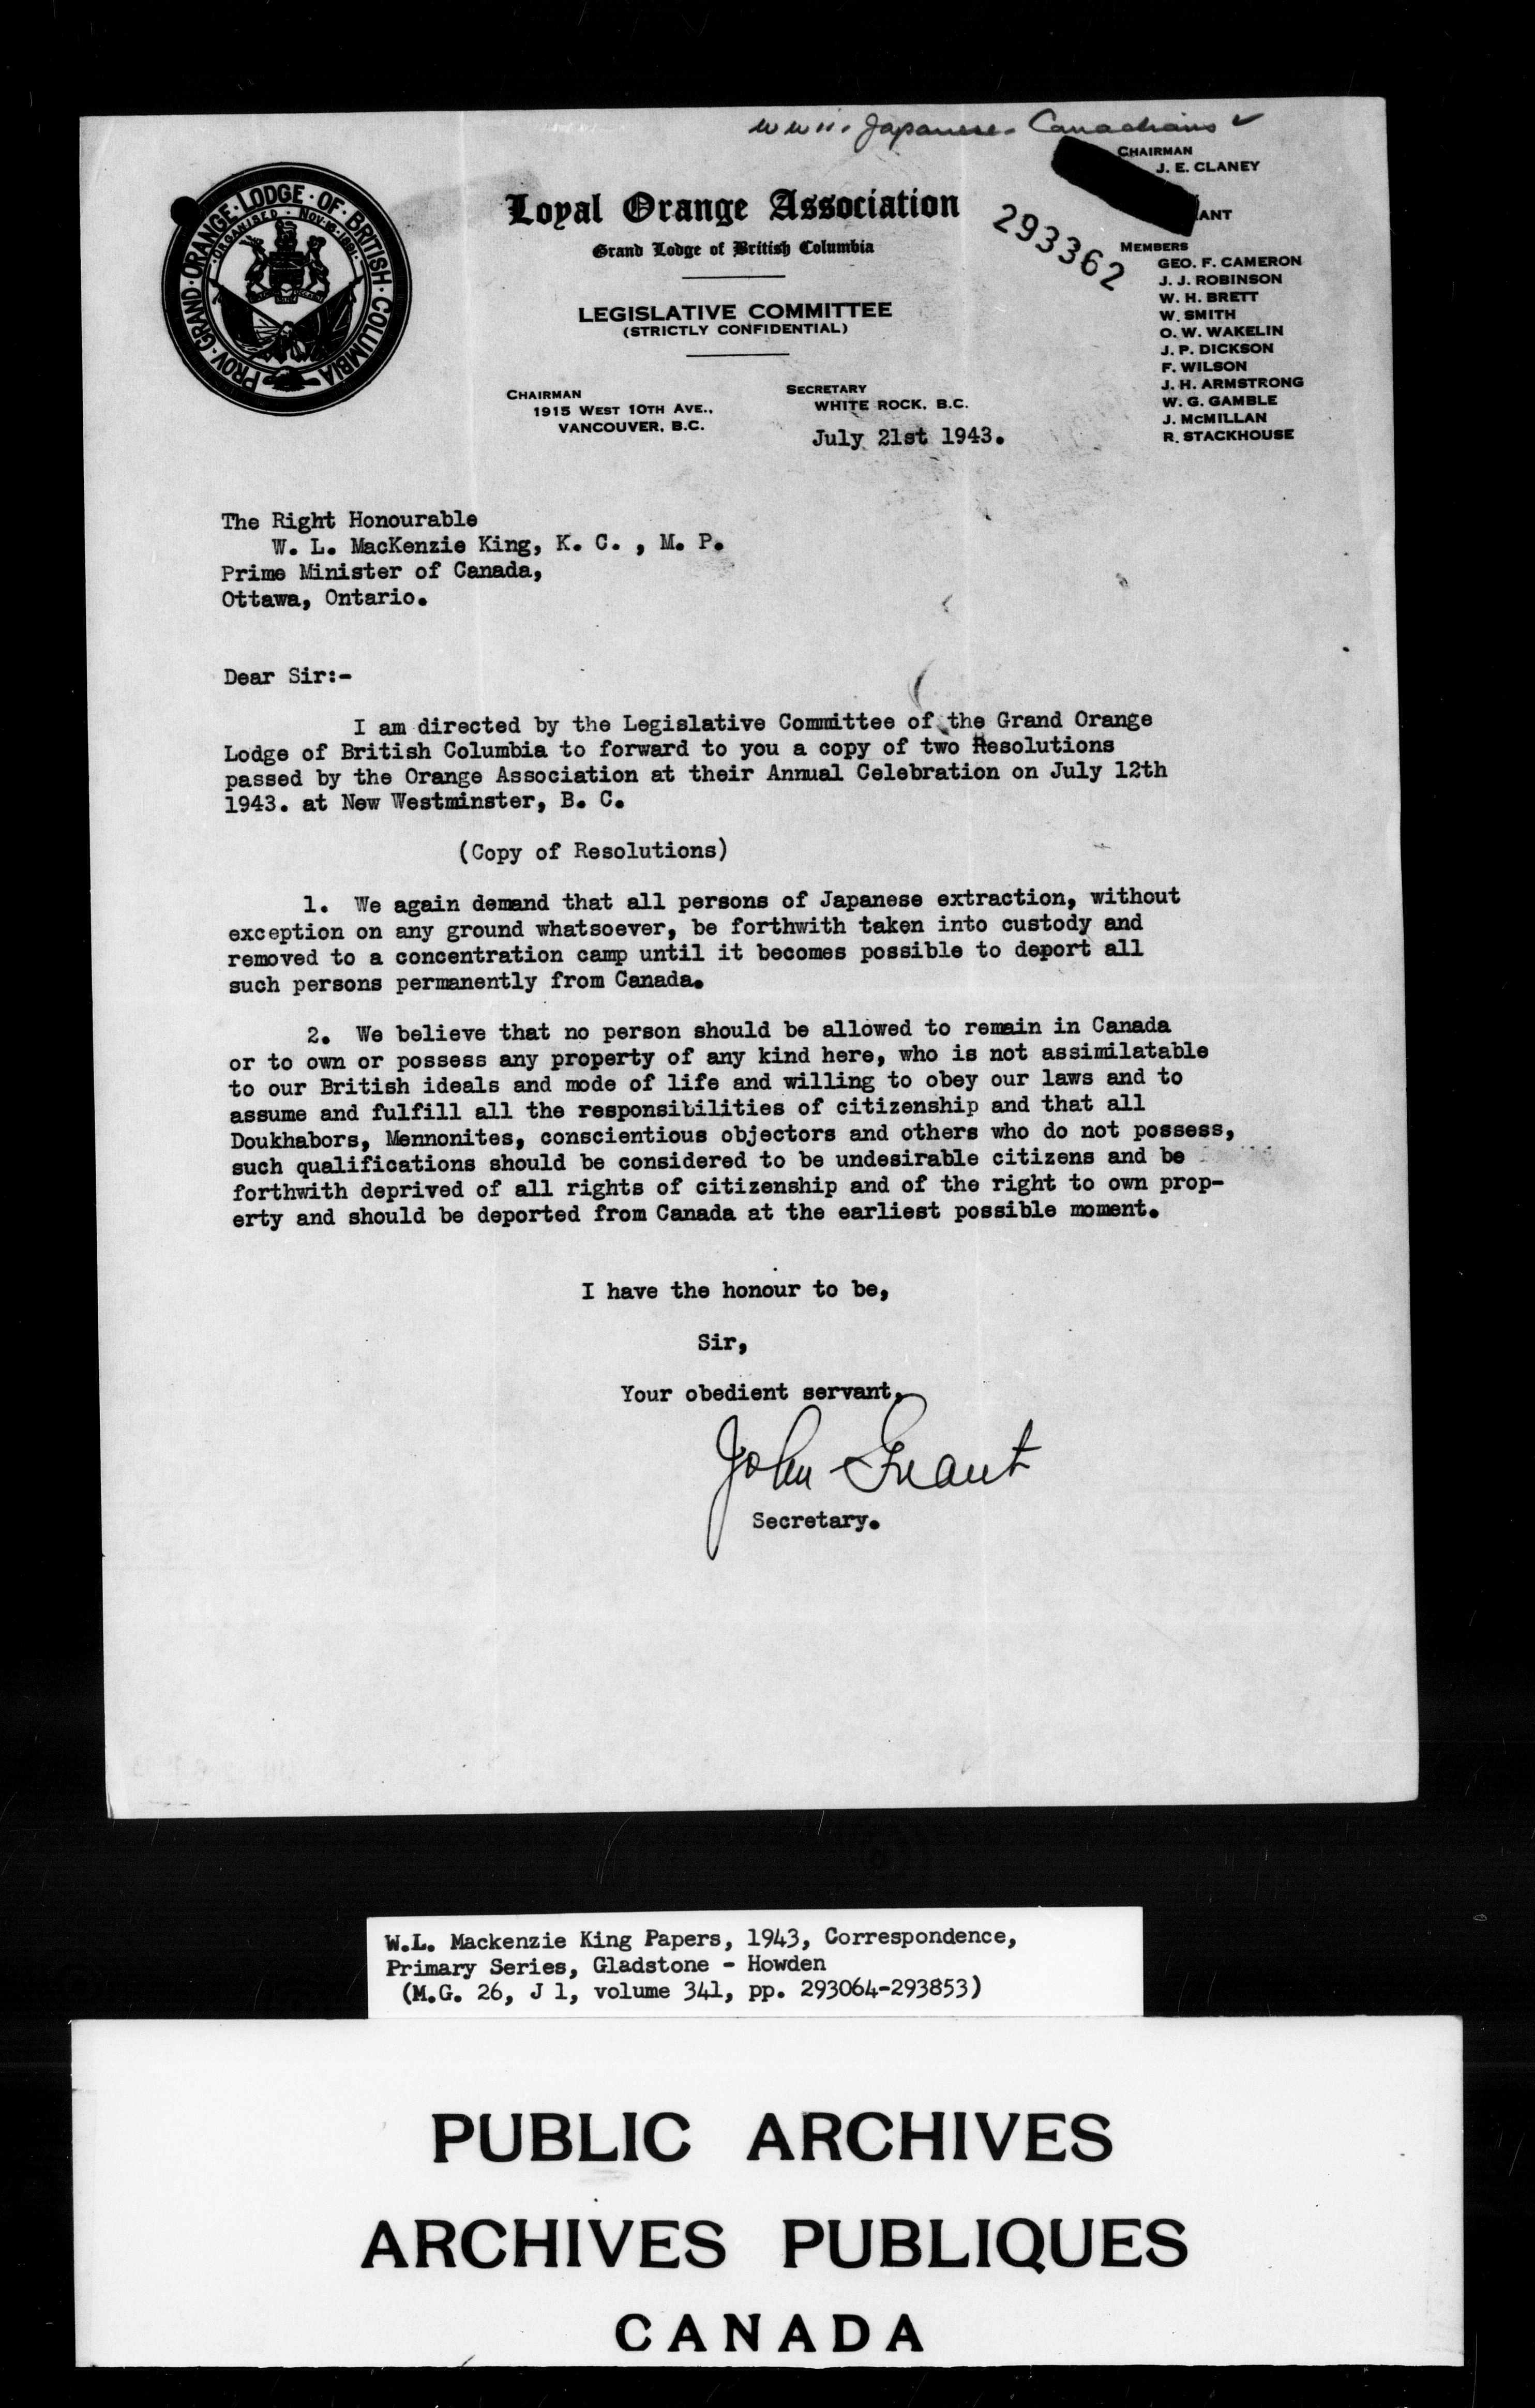 WWII. Japanese-Canadians ✓
PROV. GRAND · ORANGE · LODGE · OF · BRITISH · COLUMBIA
· ORGANISED · NOV. 18. 1891 ·
Loyal Orange Association
Grand Lodge of British Columbia
LEGISLATIVE COMMITTEE
(STRICTLY CONFIDENTIAL)
CHAIRMAN
1915 WEST 10TH AVE.,
VANCOUVER, B.C.
SECRETARY
WHITE ROCK, B.C.
July 21st 1943.
293362
CHAIRMAN
J. E. CLANEY
ANT
MEMBERS
GEO. F. CAMERON
J. J. ROBINSON
W. H. BRETT
W. SMITH
O. W. WAKELIN
J. P. DICKSON
F. WILSON
J. H. ARMSTRONG
W. G. GAMBLE
J. McMILLAN
R. STACKHOUSE
The Right Honourable
W. L. MacKenzie King, K. C. , M. P.
Prime Minister of Canada,
Ottawa, Ontario.
Dear Sir:-
I am directed by the Legislative Committee of the Grand Orange
Lodge of British Columbia to forward to you a copy of two Resolutions
passed by the Orange Association at their Annual Celebration on July 12th
1943. at New Westminster, B. C.
(Copy of Resolutions)
1. We again demand that all persons of Japanese extraction, without
exception on any ground whatsoever, be forthwith taken into custody and
removed to a concentration camp until it becomes possible to deport all
such persons permanently from Canada.
2. We believe that no person should be allowed to remain in Canada
or to own or possess any property of any kind here, who is not assimilatable
to our British ideals and mode of life and willing to obey our laws and to
assume and fulfill all the responsibilities of citizenship and that all
Doukhabors, Mennonites, conscientious objectors and others who do not possess,
such qualifications should be considered to be undesirable citizens and be
forthwith deprived of all rights of citizenship and of the right to own prop-
erty and should be deported from Canada at the earliest possible moment.
I have the honour to be,
Sir,
Your obedient servant,
John Grant
Secretary.
W.L. Mackenzie King Papers, 1943, Correspondence,
Primary Series, Gladstone - Howden
(M.G. 26, J 1, volume 341, pp. 293064-293853)
PUBLIC ARCHIVES
ARCHIVES PUBLIQUES
CANADA